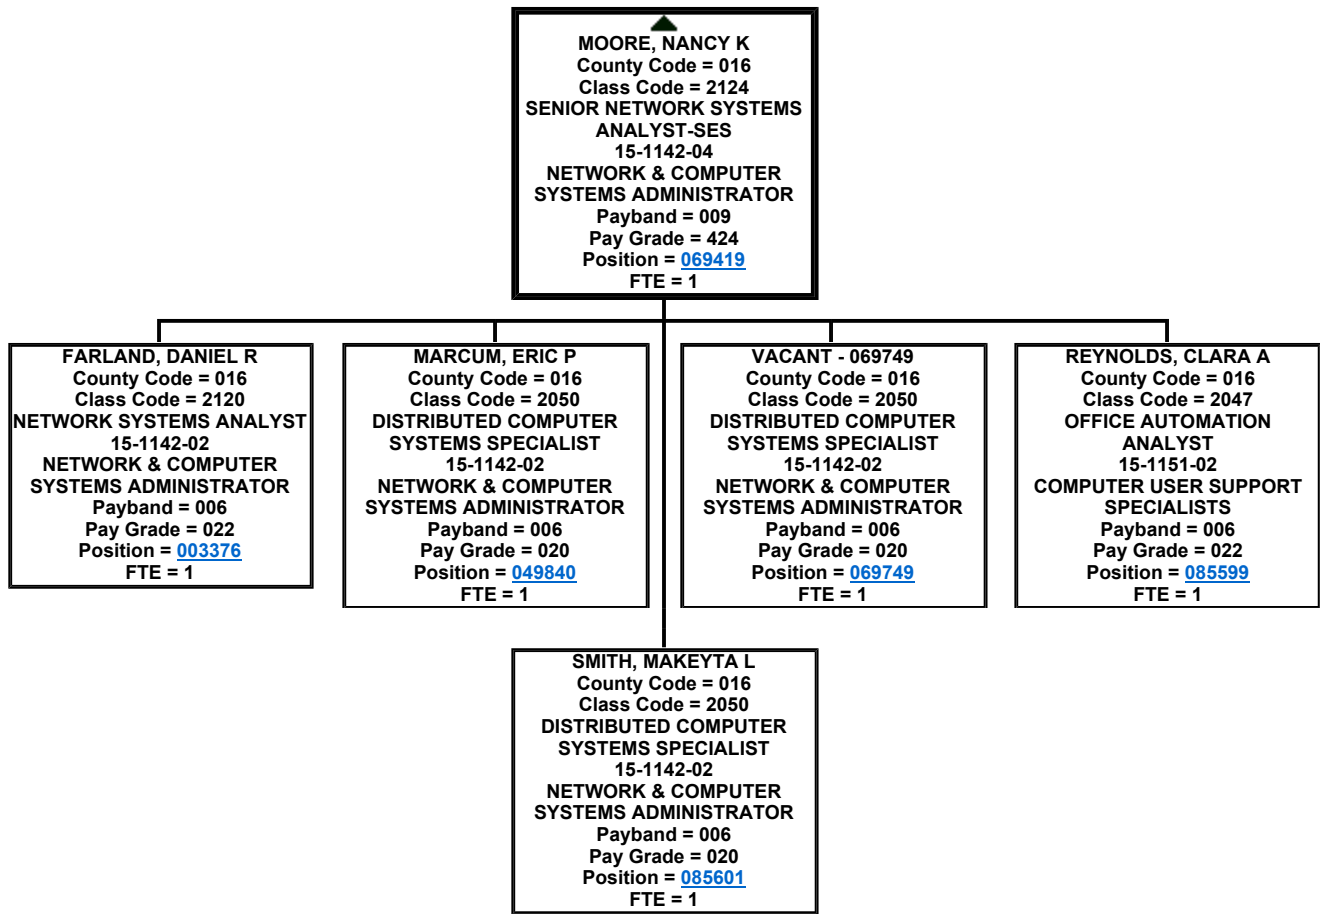 MOORE, NANCY K
County Code = 016
Class Code = 2124
SENIOR NETWORK SYSTEMS
ANALYST-SES
15-1142-04
NETWORK & COMPUTER
SYSTEMS ADMINISTRATOR
Payband = 009
Pay Grade = 424
Position = 069419
FTE = 1
FARLAND, DANIEL R
County Code = 016
Class Code = 2120
NETWORK SYSTEMS ANALYST
15-1142-02
NETWORK & COMPUTER
SYSTEMS ADMINISTRATOR
Payband = 006
Pay Grade = 022
Position = 003376
FTE = 1
MARCUM, ERIC P
County Code = 016
Class Code = 2050
DISTRIBUTED COMPUTER
SYSTEMS SPECIALIST
15-1142-02
NETWORK & COMPUTER
SYSTEMS ADMINISTRATOR
Payband = 006
Pay Grade = 020
Position = 049840
FTE = 1
VACANT - 069749
County Code = 016
Class Code = 2050
DISTRIBUTED COMPUTER
SYSTEMS SPECIALIST
15-1142-02
NETWORK & COMPUTER
SYSTEMS ADMINISTRATOR
Payband = 006
Pay Grade = 020
Position = 069749
FTE = 1
REYNOLDS, CLARA A
County Code = 016
Class Code = 2047
OFFICE AUTOMATION
ANALYST
15-1151-02
COMPUTER USER SUPPORT
SPECIALISTS
Payband = 006
Pay Grade = 022
Position = 085599
FTE = 1
SMITH, MAKEYTA L
County Code = 016
Class Code = 2050
DISTRIBUTED COMPUTER
SYSTEMS SPECIALIST
15-1142-02
NETWORK & COMPUTER
SYSTEMS ADMINISTRATOR
Payband = 006
Pay Grade = 020
Position = 085601
FTE = 1